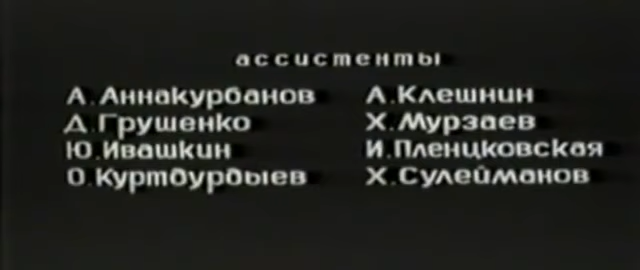 ассистенты
А.Аннакурбанов
Д.Грушенко
Ю.Ивашкин
О.Куртбурдыев
А.Клешнин
Х.Мурзаев
И.Пленцковская
Х.Сулейманов